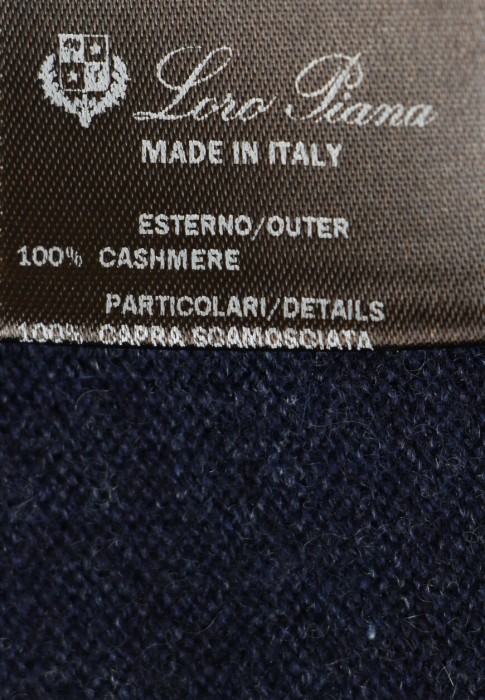 Loro Piana
MADE IN ITALY
ESTERNO/OUTER
100% CASHMERE
PARTICOLARI/DETAILS
100% CAPRA SCAMOSCIATA